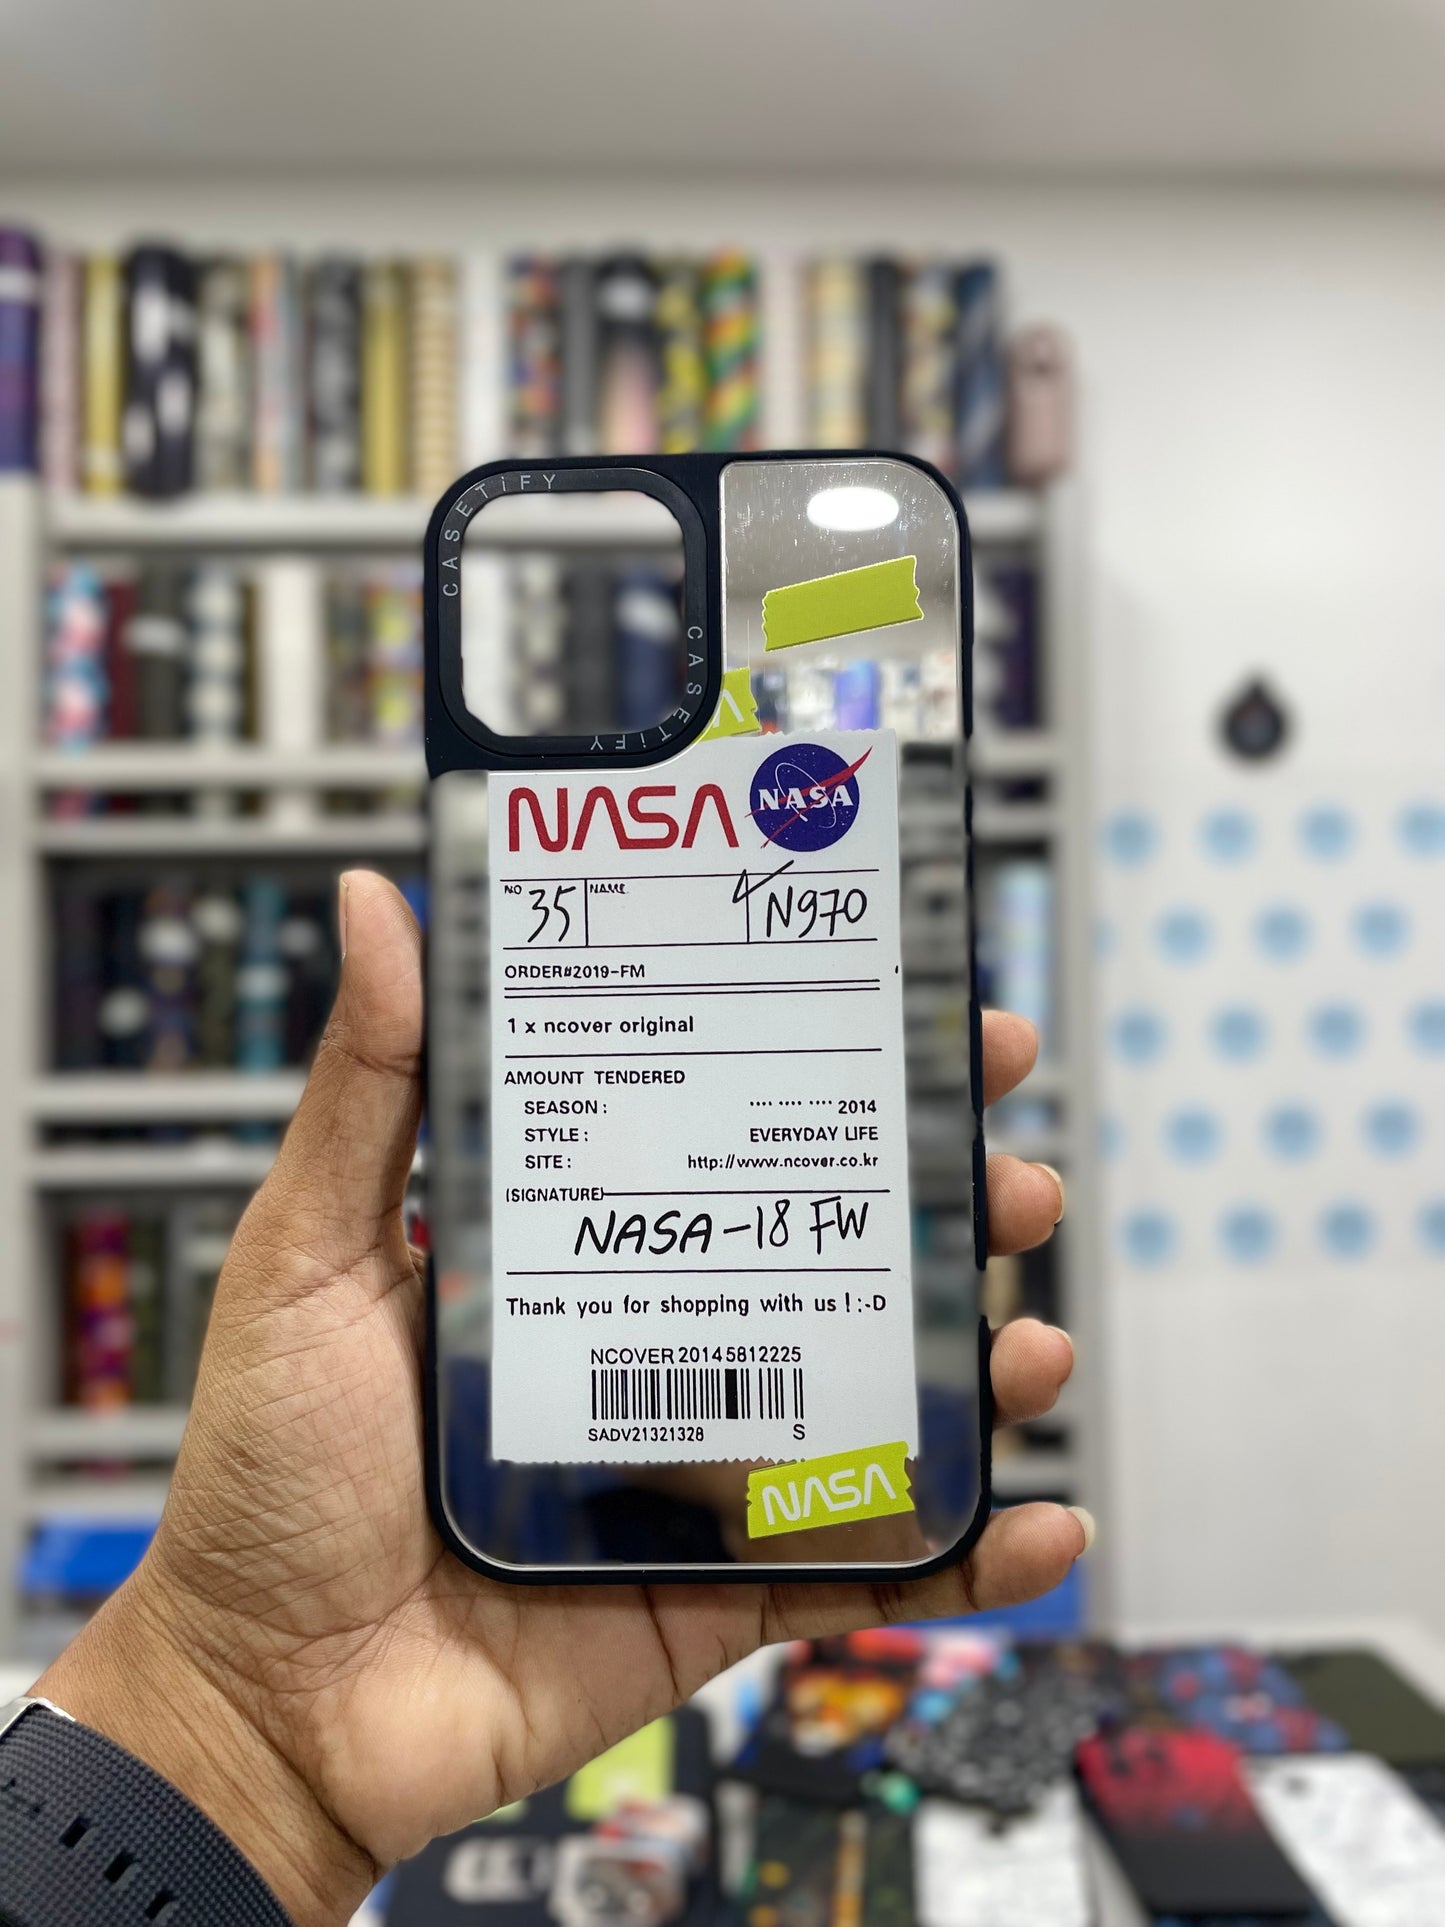 CASETiFY
CASETiFY
NASA NASA
NO 35 NAME N970
ORDER#2019-FM
1 x ncover original
AMOUNT TENDERED
SEASON: .... .... .... 2014
STYLE: EVERYDAY LIFE
SITE: http://www.ncover.co.kr
(SIGNATURE)
NASA-18 FW
Thank you for shopping with us !:-D
NCOVER 20145812225
SADV21321328 S
NASA